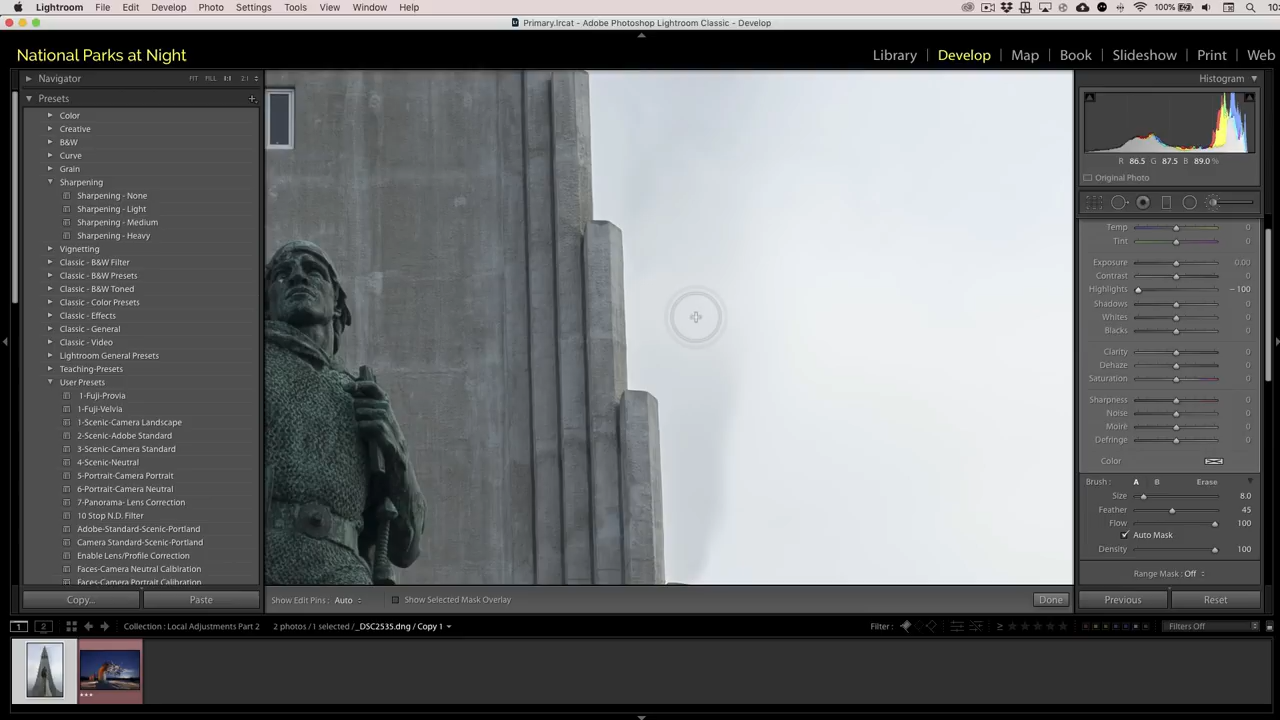 Lightroom File Edit Develop Photo Settings Tools View Window Help 100%
Primary.lrcat - Adobe Photoshop Lightroom Classic - Develop
National Parks at Night
Library Develop Map Book Slideshow Print Web
Navigator FIT FILL 1:1 2:1
Presets
Color
Creative
B&W
Curve
Grain
Sharpening
Sharpening - None
Sharpening - Light
Sharpening - Medium
Sharpening - Heavy
Vignetting
Classic - B&W Filter
Classic - B&W Presets
Classic - B&W Toned
Classic - Color Presets
Classic - Effects
Classic - General
Classic - Video
Lightroom General Presets
Teaching-Presets
User Presets
1-Fuji-Provia
1-Fuji-Velvia
1-Scenic-Camera Landscape
2-Scenic-Adobe Standard
3-Scenic-Camera Standard
4-Scenic-Neutral
5-Portrait-Camera Portrait
6-Portrait-Camera Neutral
7-Panorama- Lens Correction
10 Stop N.D. Filter
Adobe-Standard-Scenic-Portland
Camera Standard-Scenic-Portland
Enable Lens/Profile Correction
Faces-Camera Neutral Calbiration
Faces-Camera Portrait Calibration
Copy... Paste
Show Edit Pins: Auto Show Selected Mask Overlay Done
Histogram
R 86.5 G 87.5 B 89.0 %
Original Photo
Temp 0
Tint 0
Exposure 0.00
Contrast 0
Highlights – 100
Shadows 0
Whites 0
Blacks 0
Clarity 0
Dehaze 0
Saturation 0
Sharpness 0
Noise 0
Moiré 0
Defringe 0
Color
Brush: A B Erase
Size 8.0
Feather 45
Flow 100
Auto Mask
Density 100
Range Mask: Off
Previous Reset
1 2 Collection: Local Adjustments Part 2 2 photos / 1 selected / _DSC2535.dng / Copy 1 Filter: Filters Off